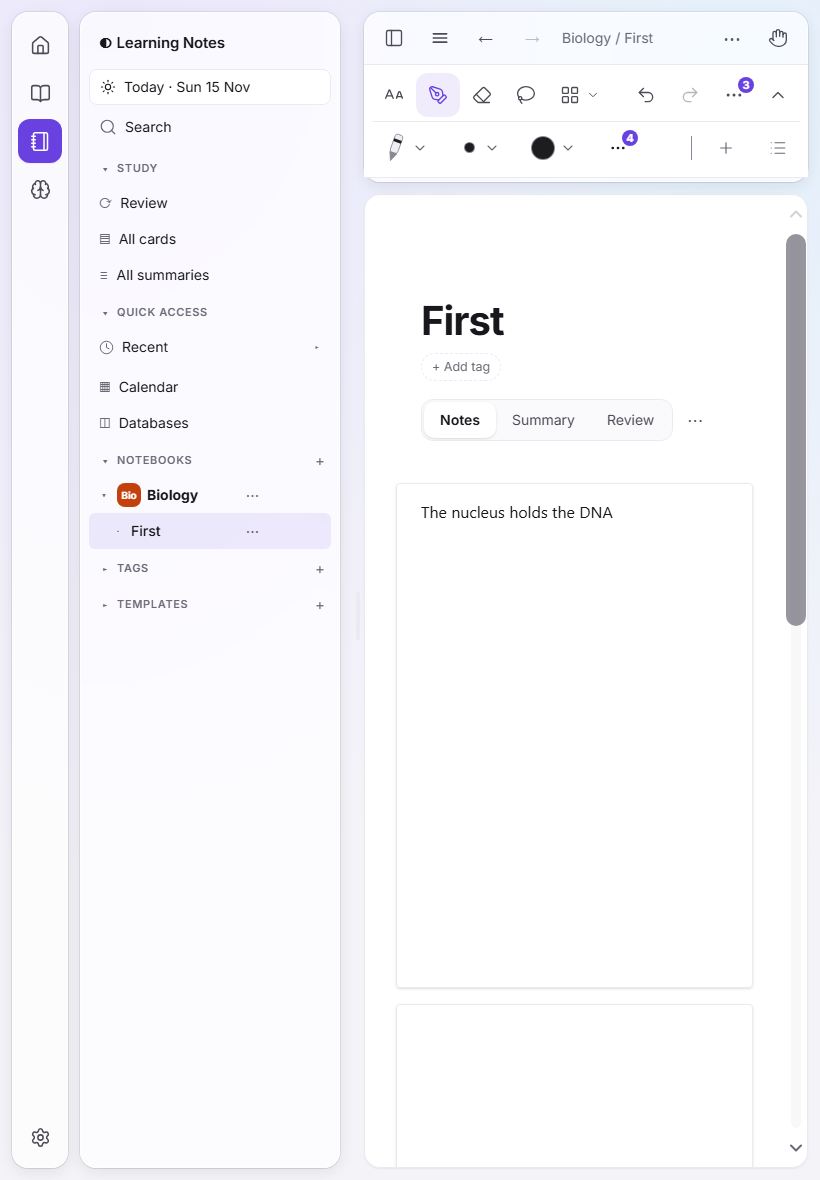 Learning Notes
Today · Sun 15 Nov
Search
STUDY
Review
All cards
All summaries
QUICK ACCESS
Recent
Calendar
Databases
NOTEBOOKS
Bio Biology
First
TAGS
TEMPLATES
Biology / First
AA
3
4
First
+ Add tag
Notes Summary Review
The nucleus holds the DNA